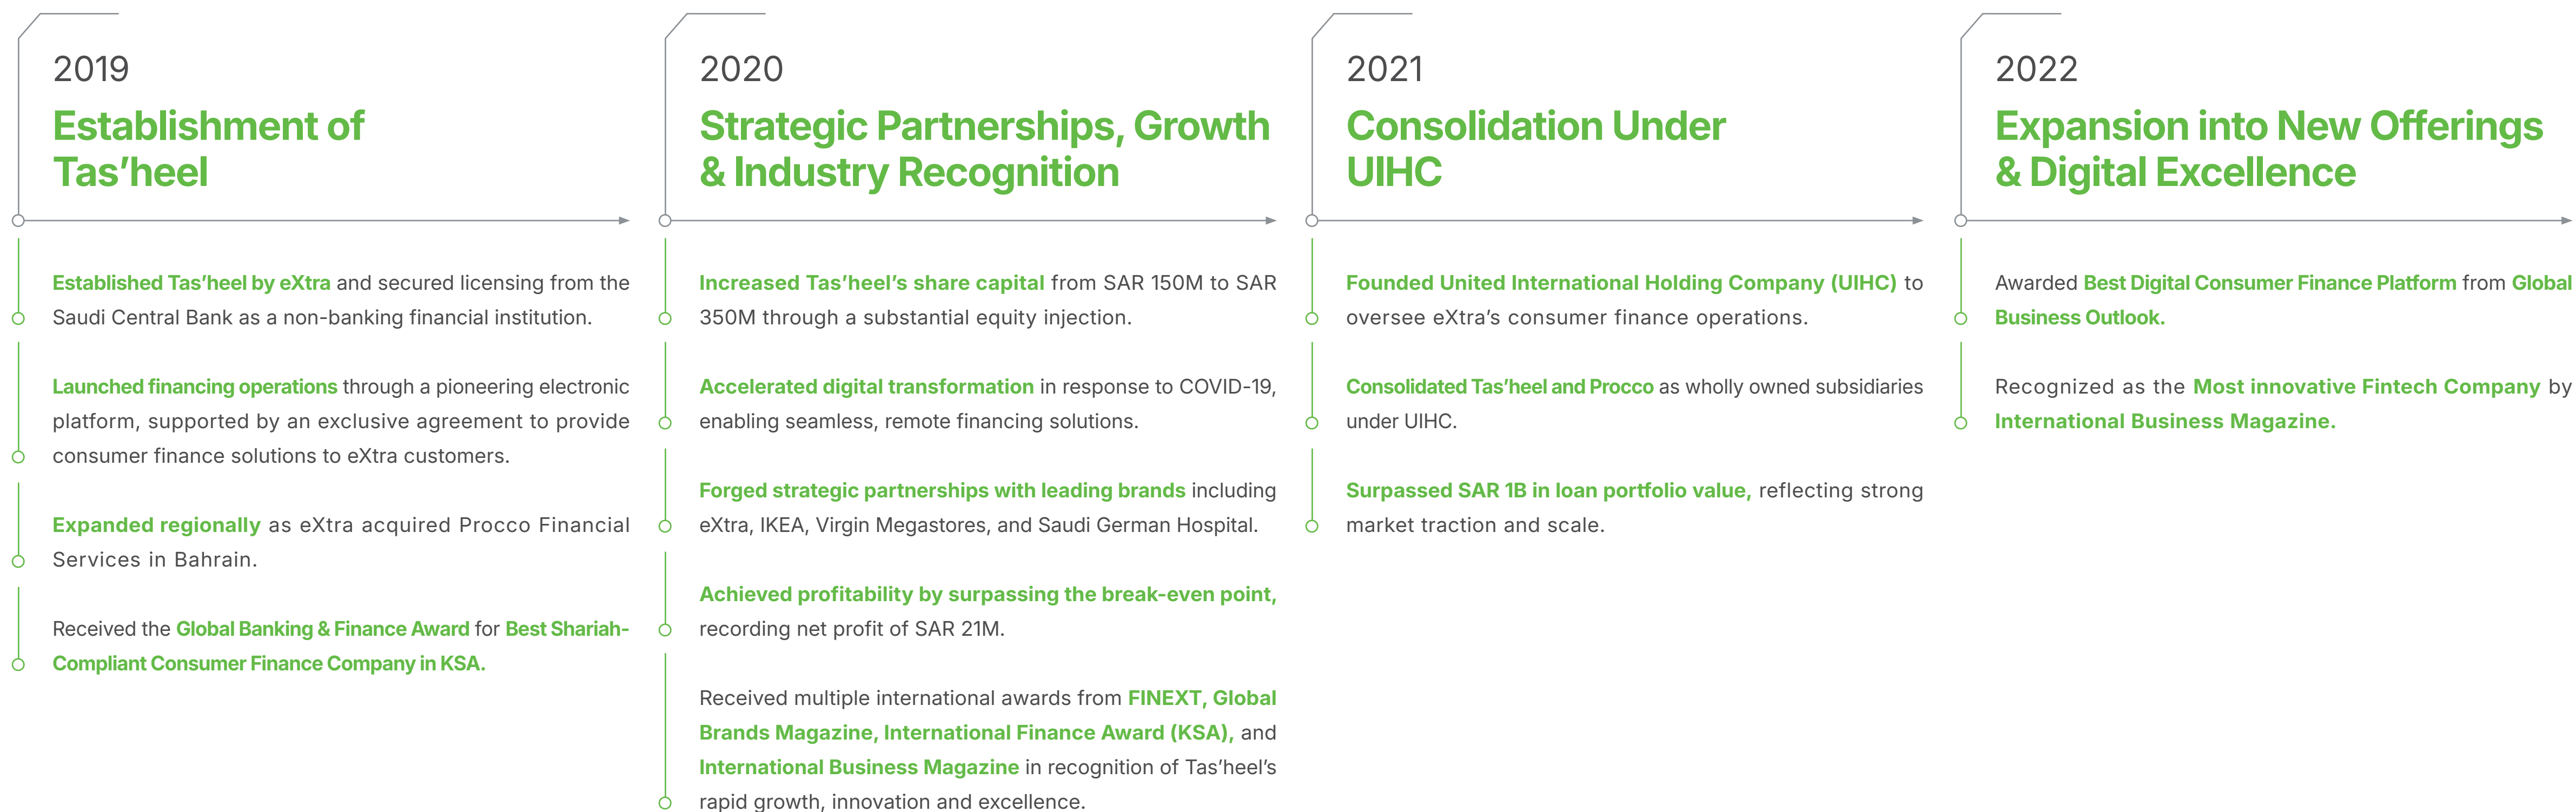 2019
Establishment of
Tas’heel
Established Tas’heel by eXtra and secured licensing from the
Saudi Central Bank as a non-banking financial institution.
Launched financing operations through a pioneering electronic
platform, supported by an exclusive agreement to provide
consumer finance solutions to eXtra customers.
Expanded regionally as eXtra acquired Procco Financial
Services in Bahrain.
Received the Global Banking & Finance Award for Best Shariah-
Compliant Consumer Finance Company in KSA.
2020
Strategic Partnerships, Growth
& Industry Recognition
Increased Tas’heel’s share capital from SAR 150M to SAR
350M through a substantial equity injection.
Accelerated digital transformation in response to COVID-19,
enabling seamless, remote financing solutions.
Forged strategic partnerships with leading brands including
eXtra, IKEA, Virgin Megastores, and Saudi German Hospital.
Achieved profitability by surpassing the break-even point,
recording net profit of SAR 21M.
Received multiple international awards from FINEXT, Global
Brands Magazine, International Finance Award (KSA), and
International Business Magazine in recognition of Tas’heel’s
rapid growth, innovation and excellence.
2021
Consolidation Under
UIHC
Founded United International Holding Company (UIHC) to
oversee eXtra’s consumer finance operations.
Consolidated Tas’heel and Procco as wholly owned subsidiaries
under UIHC.
Surpassed SAR 1B in loan portfolio value, reflecting strong
market traction and scale.
2022
Expansion into New Offerings
& Digital Excellence
Awarded Best Digital Consumer Finance Platform from Global
Business Outlook.
Recognized as the Most innovative Fintech Company by
International Business Magazine.